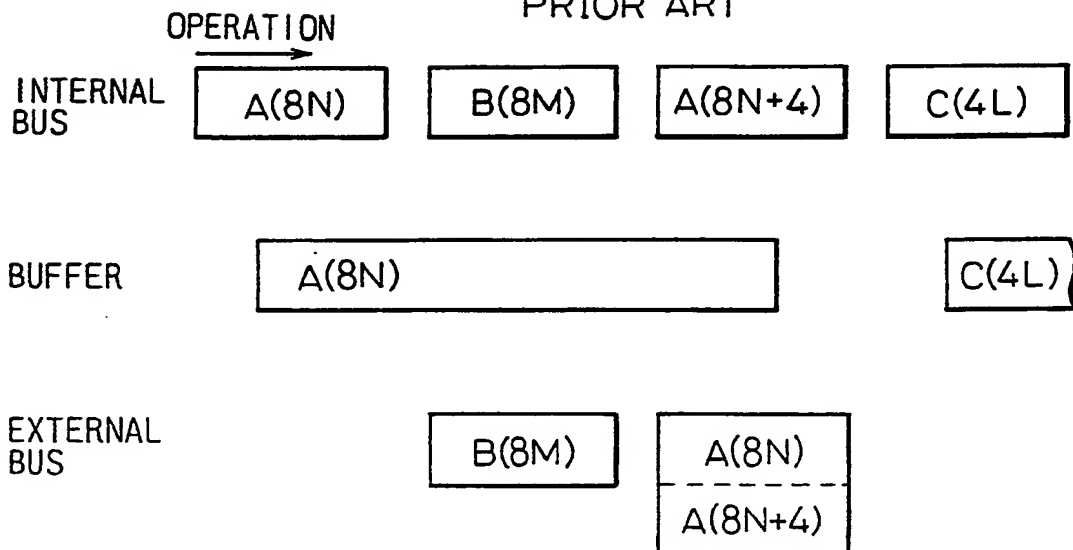 PRIOR ART
OPERATION
INTERNAL BUS
A(8N) B(8M) A(8N+4) C(4L)
BUFFER
A(8N) C(4L)
EXTERNAL BUS
B(8M) A(8N)
A(8N+4)